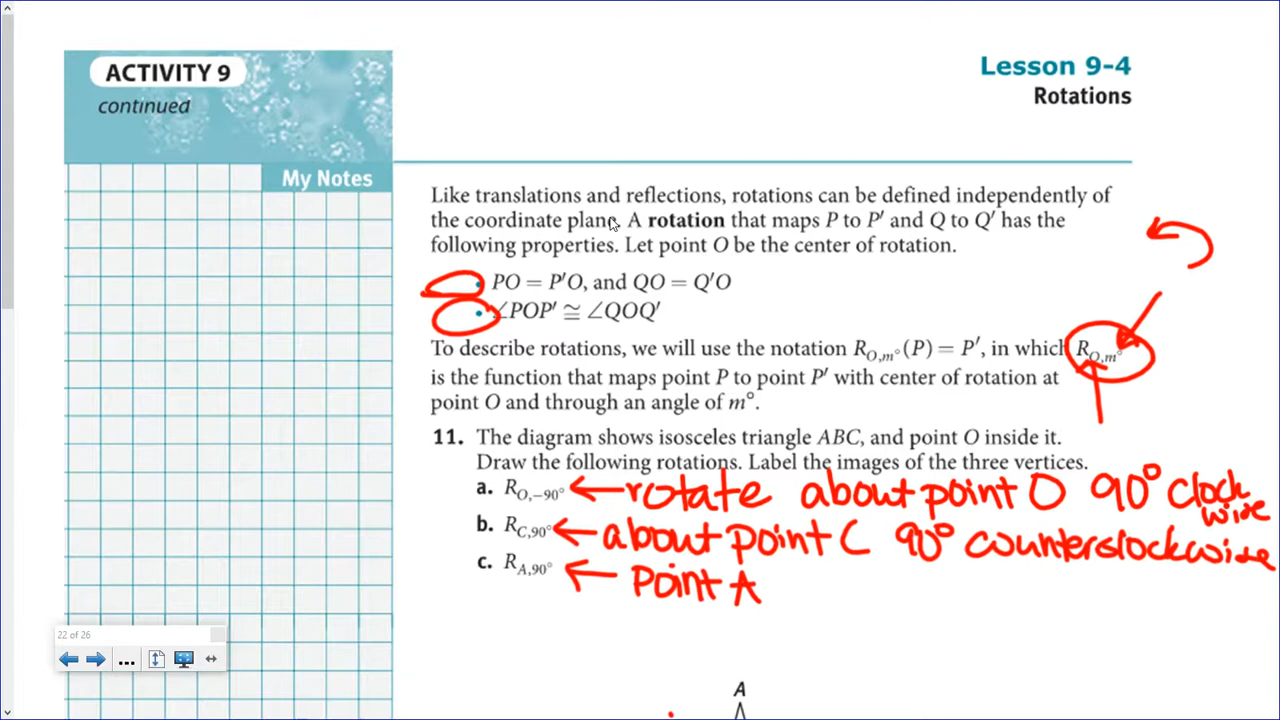 ACTIVITY 9
continued
My Notes
Lesson 9-4
Rotations
Like translations and reflections, rotations can be defined independently of
the coordinate plane. A rotation that maps P to P′ and Q to Q′ has the
following properties. Let point O be the center of rotation.
• PO = P′O, and QO = Q′O
• ∠POP′ ≅ ∠QOQ′
To describe rotations, we will use the notation R_{O,m°}(P) = P′, in which R_{O,m°}
is the function that maps point P to point P′ with center of rotation at
point O and through an angle of m°.
11. The diagram shows isosceles triangle ABC, and point O inside it.
Draw the following rotations. Label the images of the three vertices.
a. R_{O,−90°} rotate about point O 90° clock
wise
b. R_{C,90°} about point C 90° counterslockwise
c. R_{A,90°} Point A
22 of 26
A